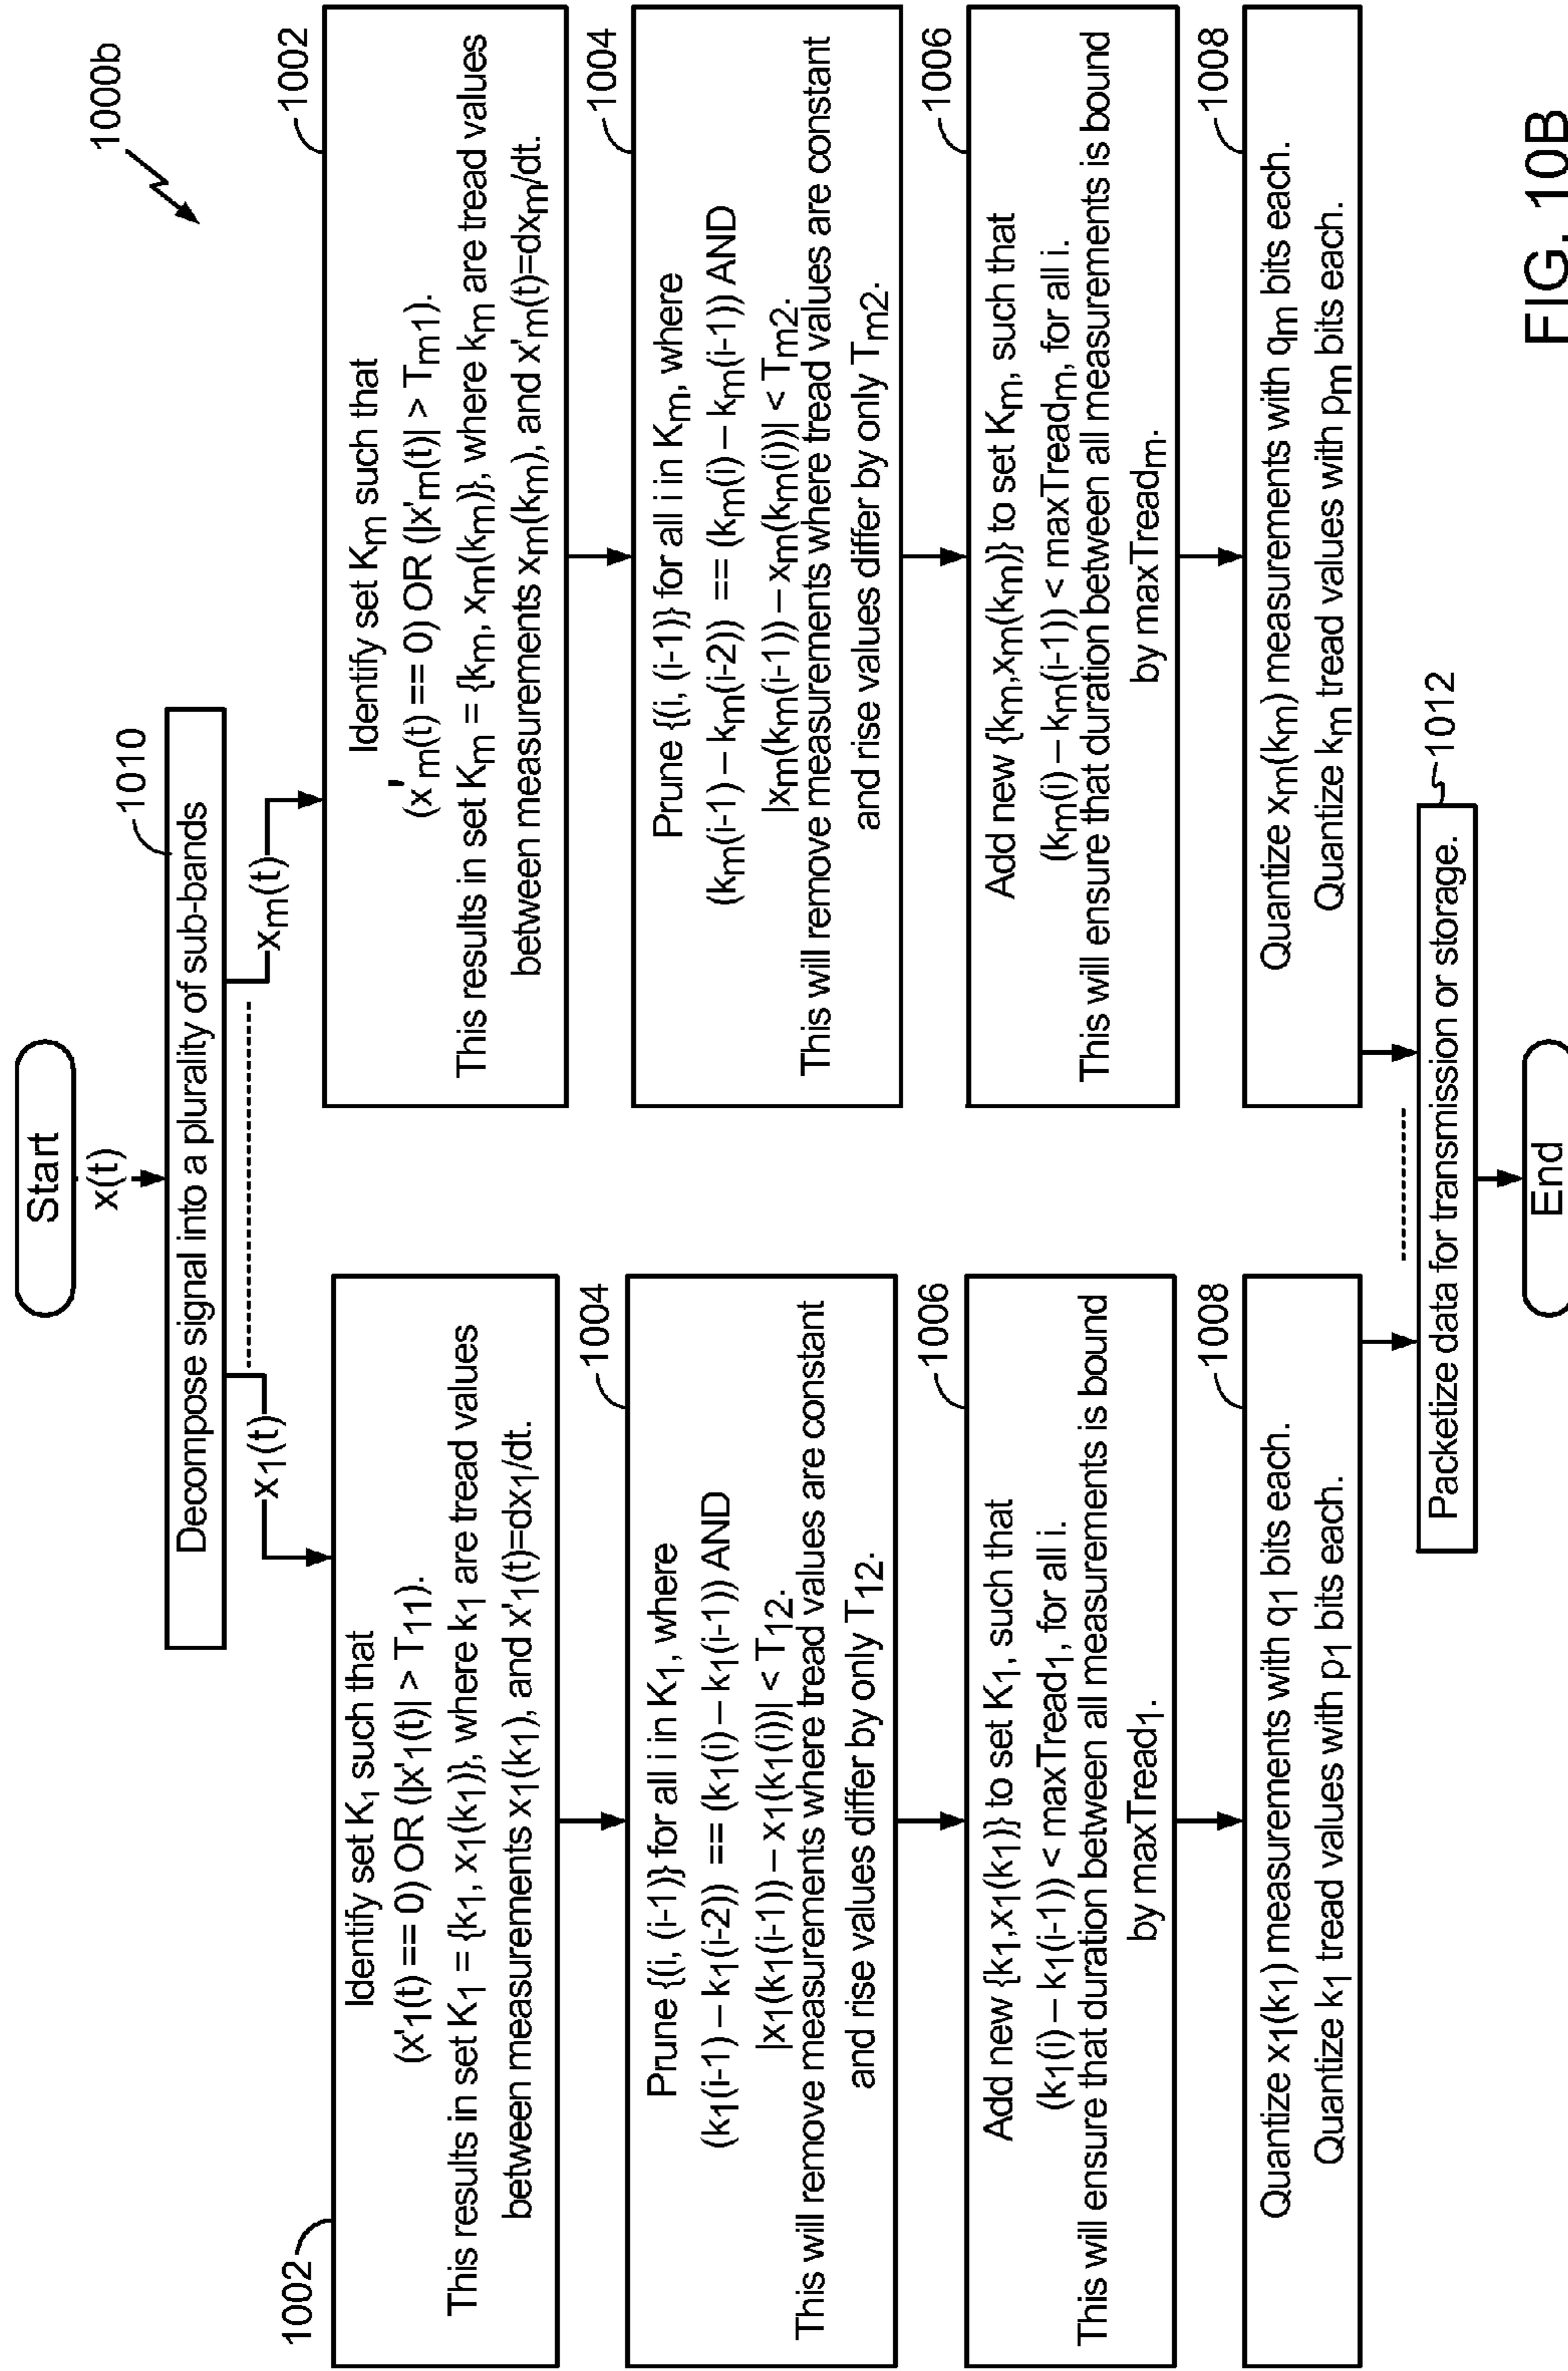 1000b
Start
x(t)
1010
Decompose signal into a plurality of sub-bands
x1(t)
xm(t)
1002
Identify set K1 such that
(x'1(t) == 0) OR (|x'1(t)| > T11).
This results in set K1 = {k1, x1(k1)}, where k1 are tread values
between measurements x1(k1), and x'1(t)=dx1/dt.
1004
Prune {(i, (i-1)} for all i in K1, where
(k1(i-1) – k1(i-2)) == (k1(i) – k1(i-1)) AND
|x1(k1(i-1)) – x1(k1(i))| < T12.
This will remove measurements where tread values are constant
and rise values differ by only T12.
1006
Add new {k1,x1(k1)} to set K1, such that
(k1(i) – k1(i-1)) < maxTread1, for all i.
This will ensure that duration between all measurements is bound
by maxTread1.
1008
Quantize x1(k1) measurements with q1 bits each.
Quantize k1 tread values with p1 bits each.
1002
Identify set Km such that
(x'm(t) == 0) OR (|x'm(t)| > Tm1).
This results in set Km = {km, xm(km)}, where km are tread values
between measurements xm(km), and x'm(t)=dxm/dt.
1004
Prune {(i, (i-1)} for all i in Km, where
(km(i-1) – km(i-2)) == (km(i) – km(i-1)) AND
|xm(km(i-1)) – xm(km(i))| < Tm2.
This will remove measurements where tread values are constant
and rise values differ by only Tm2.
1006
Add new {km,xm(km)} to set Km, such that
(km(i) – km(i-1)) < maxTreadm, for all i.
This will ensure that duration between all measurements is bound
by maxTreadm.
1008
Quantize xm(km) measurements with qm bits each.
Quantize km tread values with pm bits each.
1012
Packetize data for transmission or storage.
End
FIG. 10B